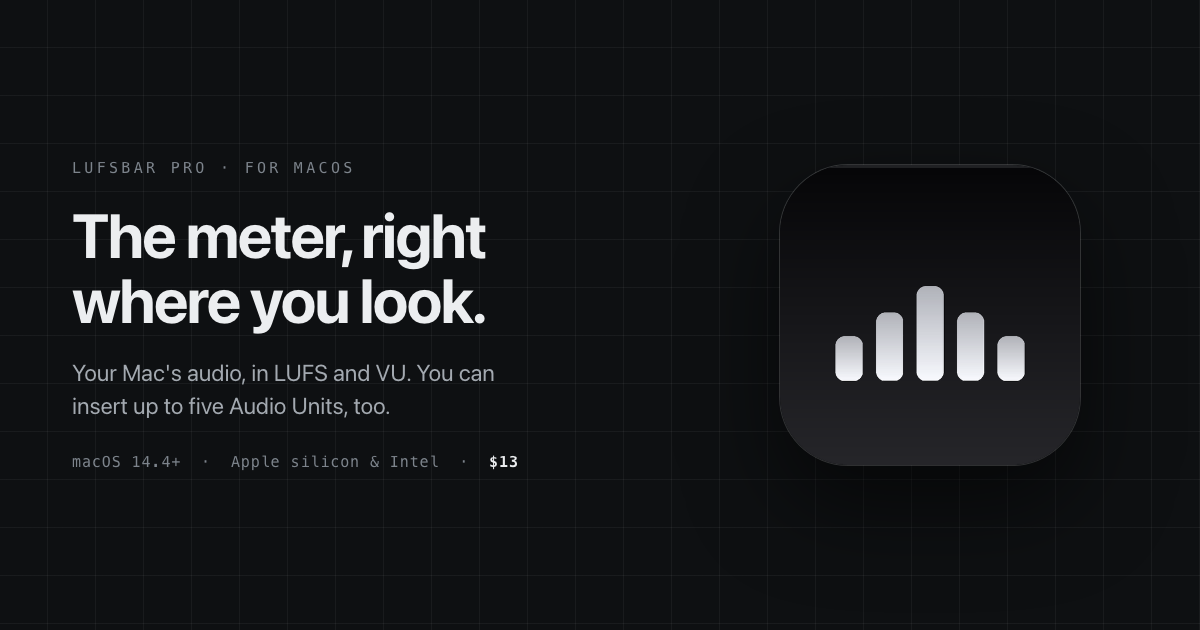 LUFSBAR PRO · FOR MACOS
The meter, right
where you look.
Your Mac's audio, in LUFS and VU. You can
insert up to five Audio Units, too.
macOS 14.4+ · Apple silicon & Intel · $13